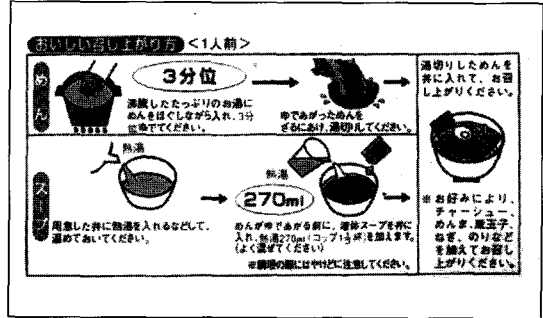 おいしい召し上がり方 <1人前>
めん
3分位
沸騰したたっぷりのお湯に
めんをほぐしながら入れ、3分
位ゆでてください。
ゆであがっためんを
ざるにあけ、湯切りしてください。
湯切りしためんを
丼に入れて、お召
し上がりください。
スープ
熱湯
用意した丼に熱湯を入れるなどして、
温めておいてください。
熱湯
270ml
めんがゆであがる前に、液体スープを丼に
入れ、熱湯270ml(コップ1⅓杯)を加えます。
(よく混ぜてください)
※調理の際にはやけどに注意してください。
※お好みにより、
チャーシュー、
めんま、煮玉子、
ねぎ、のりなど
を加えてお召し
上がりください。